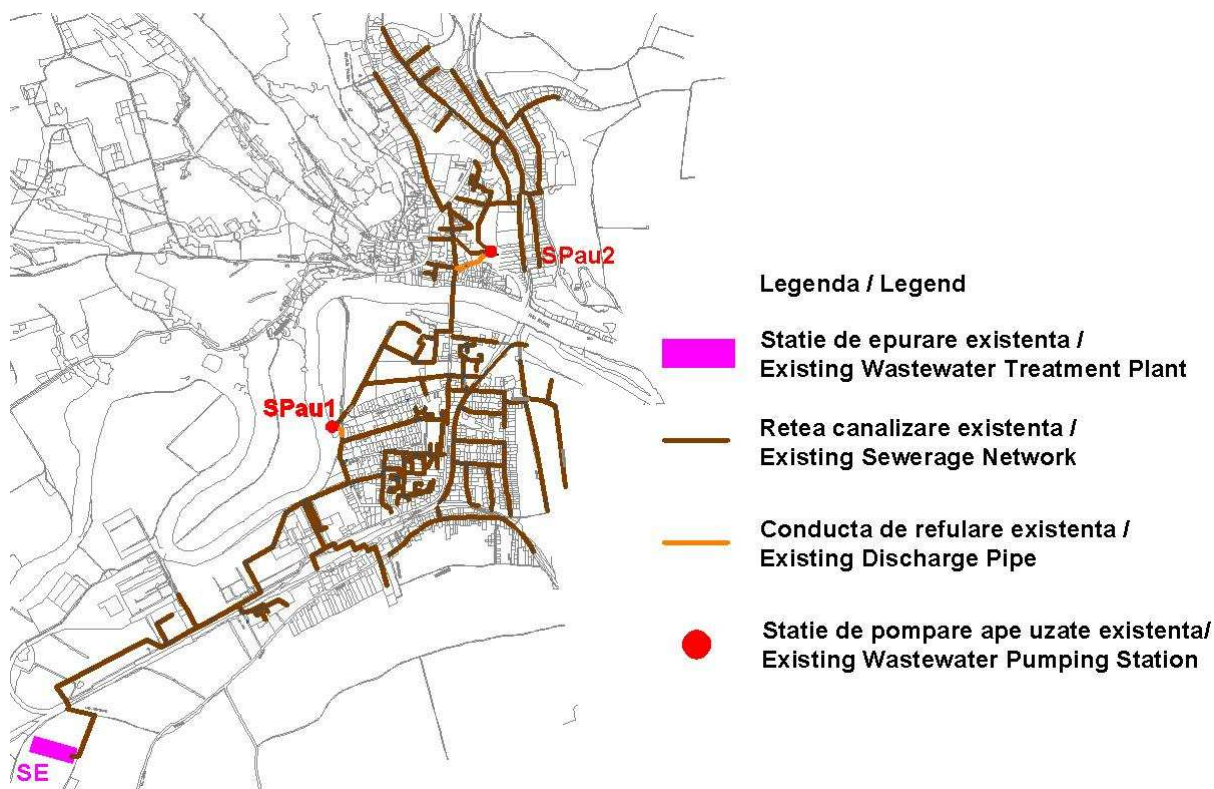 SPau2
SPau1
SE
Legenda / Legend
Statie de epurare existenta /
Existing Wastewater Treatment Plant
Retea canalizare existenta /
Existing Sewerage Network
Conducta de refulare existenta /
Existing Discharge Pipe
Statie de pompare ape uzate existenta/
Existing Wastewater Pumping Station